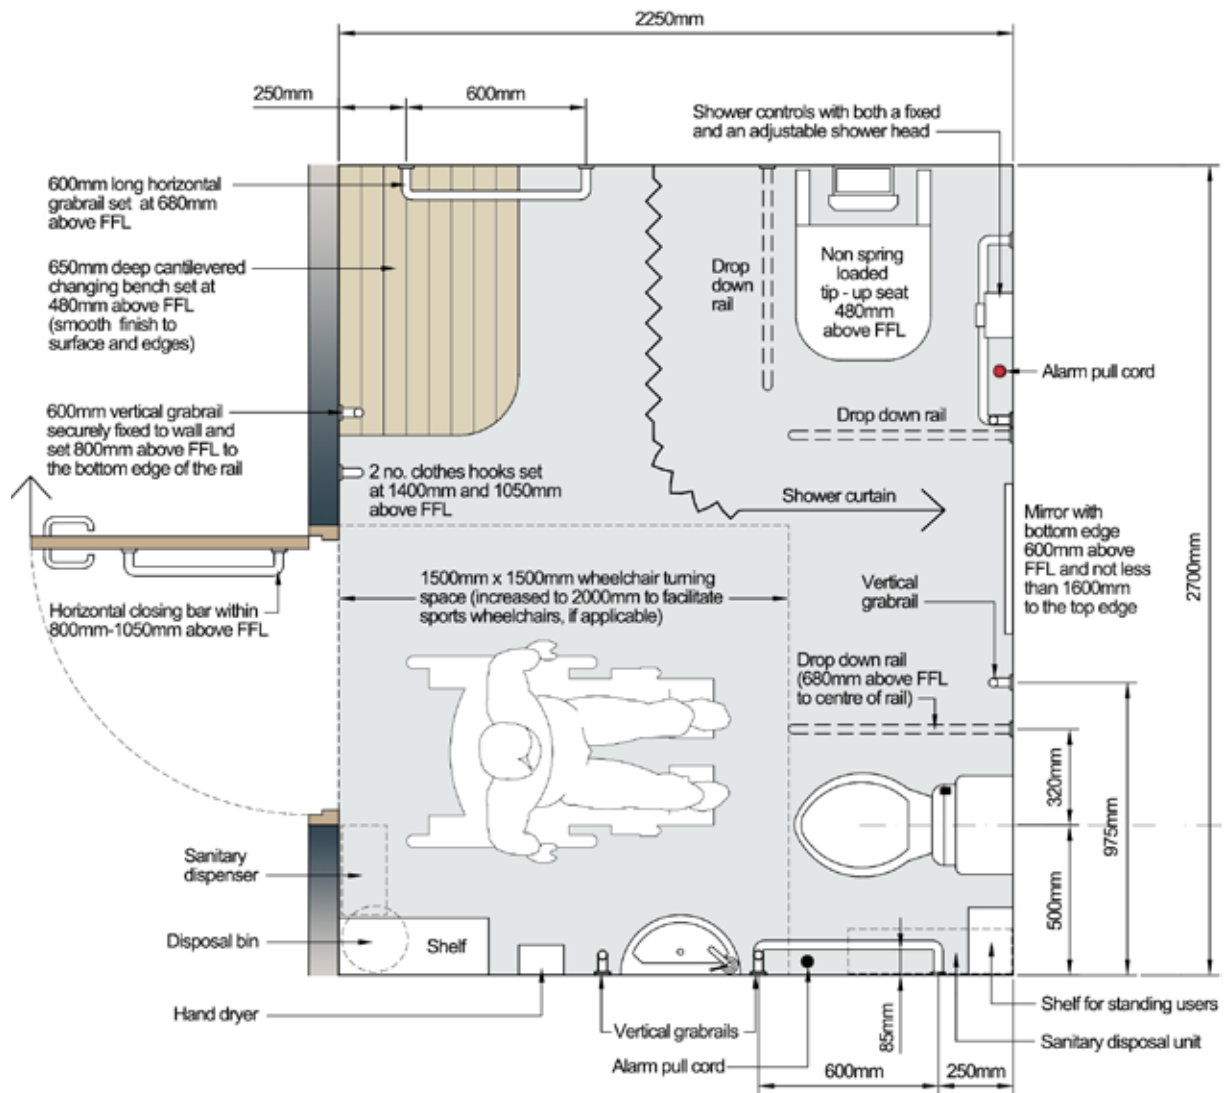 2250mm
250mm
600mm
Shower controls with both a fixed
and an adjustable shower head
600mm long horizontal
grabrail set at 680mm
above FFL
650mm deep cantilevered
changing bench set at
480mm above FFL
(smooth finish to
surface and edges)
Drop
down
rail
Non spring
loaded
tip - up seat
480mm
above FFL
Alarm pull cord
600mm vertical grabrail
securely fixed to wall and
set 800mm above FFL to
the bottom edge of the rail
Drop down rail
2 no. clothes hooks set
at 1400mm and 1050mm
above FFL
Shower curtain
Mirror with
bottom edge
600mm above
FFL and not less
than 1600mm
to the top edge
2700mm
1500mm x 1500mm wheelchair turning
space (increased to 2000mm to facilitate
sports wheelchairs, if applicable)
Vertical
grabrail
Horizontal closing bar within
800mm-1050mm above FFL
Drop down rail
(680mm above FFL
to centre of rail)
320mm
975mm
500mm
Sanitary
dispenser
Disposal bin
Shelf
Hand dryer
Vertical grabrails
Alarm pull cord
85mm
600mm
250mm
Shelf for standing users
Sanitary disposal unit